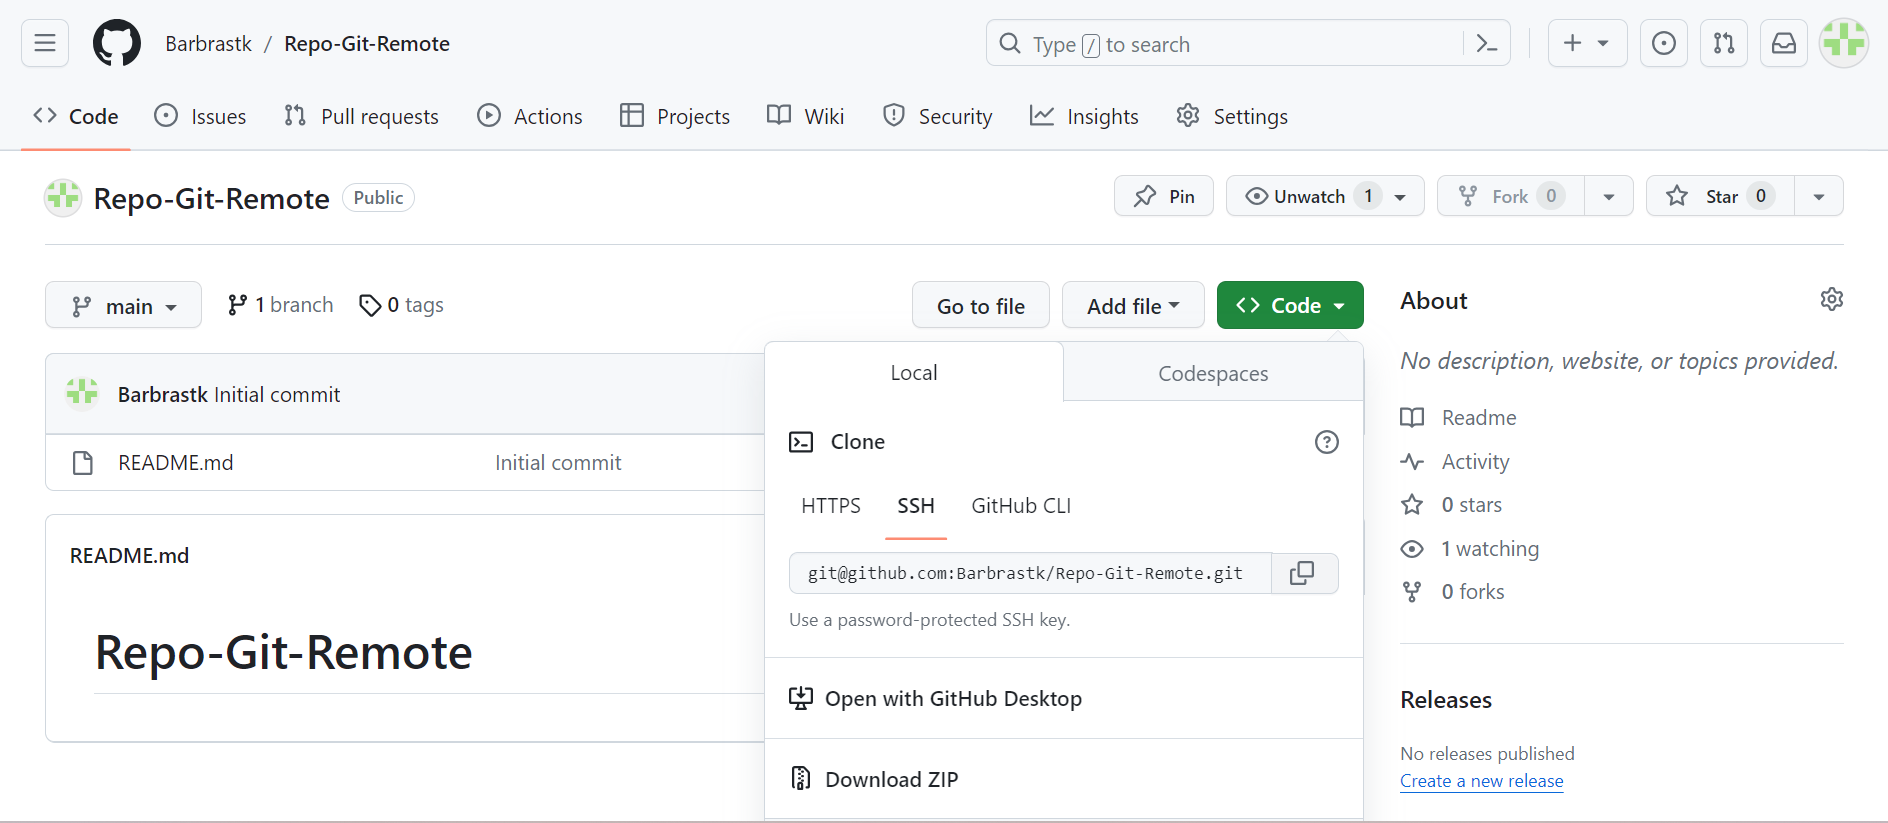 Barbrastk / Repo-Git-Remote
Type / to search
Code
Issues
Pull requests
Actions
Projects
Wiki
Security
Insights
Settings
Repo-Git-Remote Public
Pin
Unwatch 1
Fork 0
Star 0
main
1 branch
0 tags
Go to file
Add file
Code
Local
Codespaces
Clone
HTTPS
SSH
GitHub CLI
git@github.com:Barbrastk/Repo-Git-Remote.git
Use a password-protected SSH key.
Open with GitHub Desktop
Download ZIP
Barbrastk Initial commit
README.md Initial commit
README.md
Repo-Git-Remote
About
No description, website, or topics provided.
Readme
Activity
0 stars
1 watching
0 forks
Releases
No releases published
Create a new release